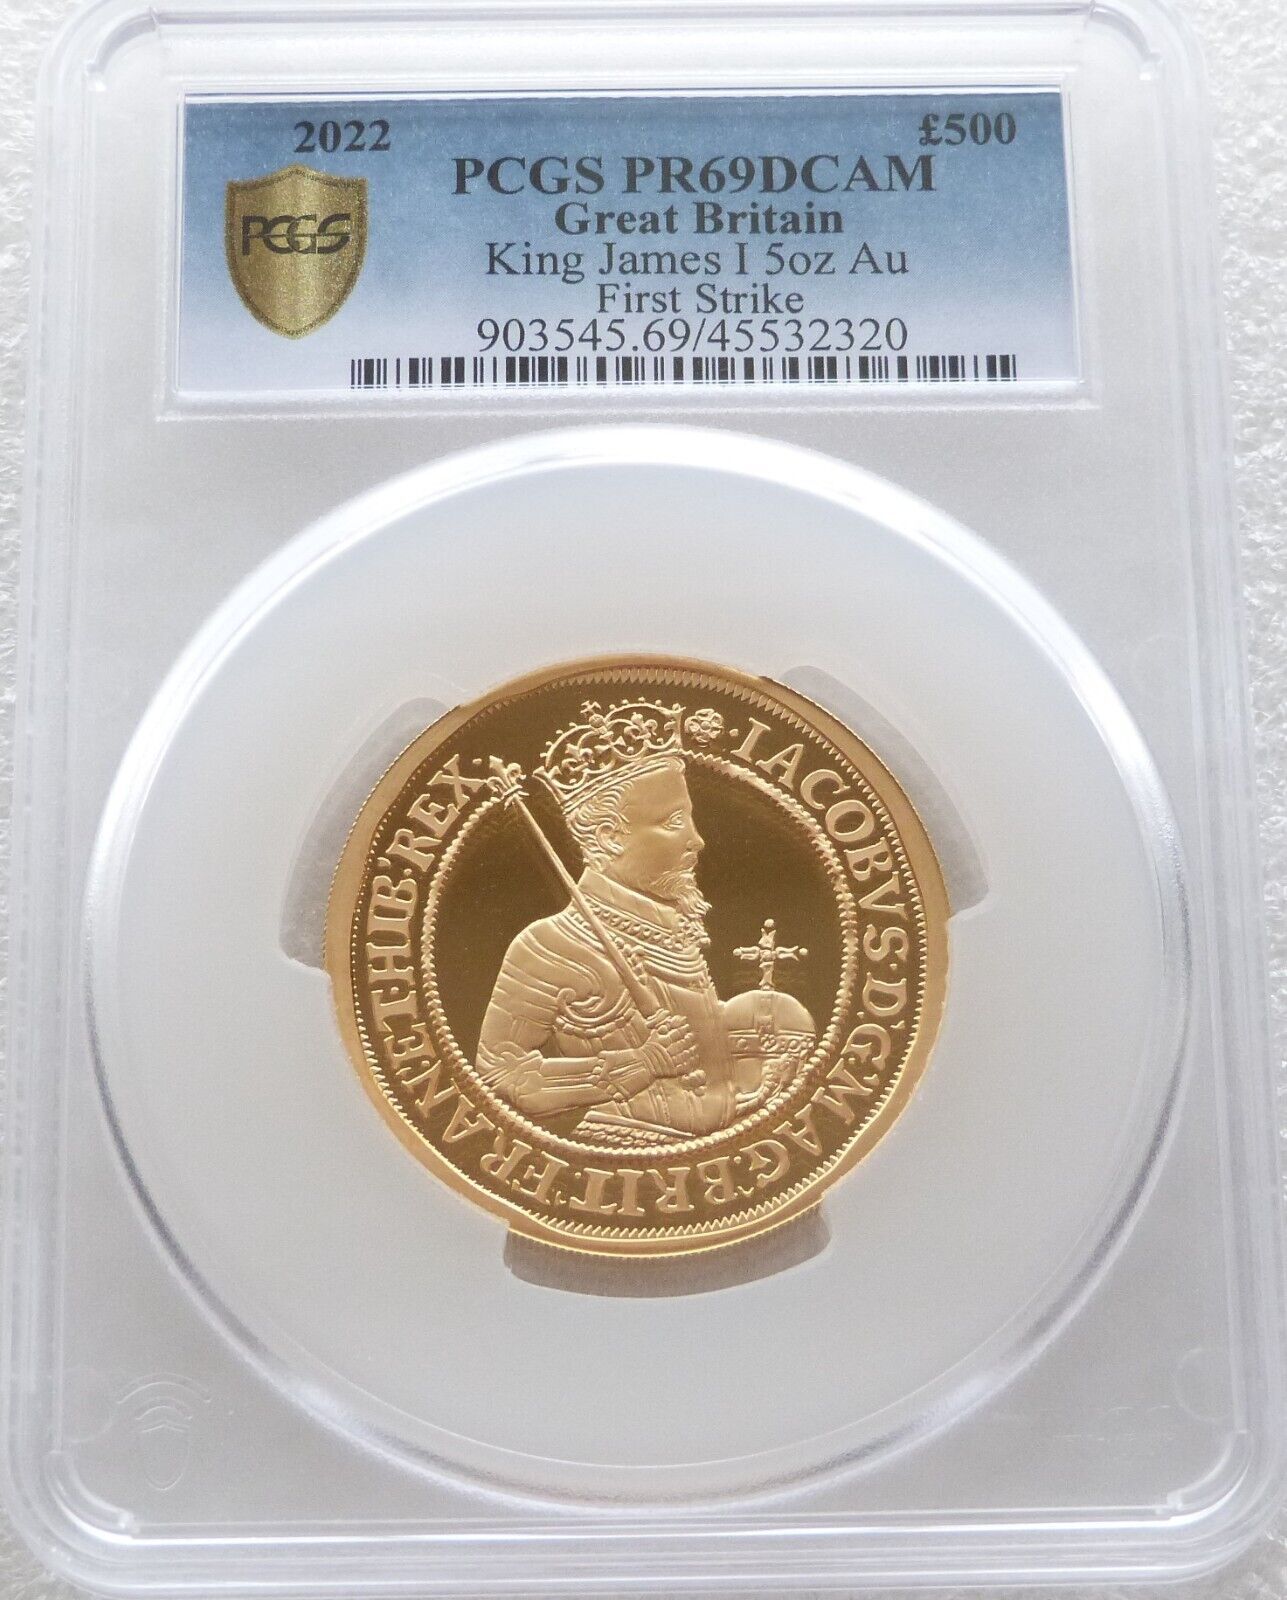 2022 £500
PCGS PR69DCAM
Great Britain
King James I 5oz Au
First Strike
903545.69/45532320
PCGS
·IACOBVS·D'·G'·MAG·BRIT·FRAN·ET·HIB·REX·